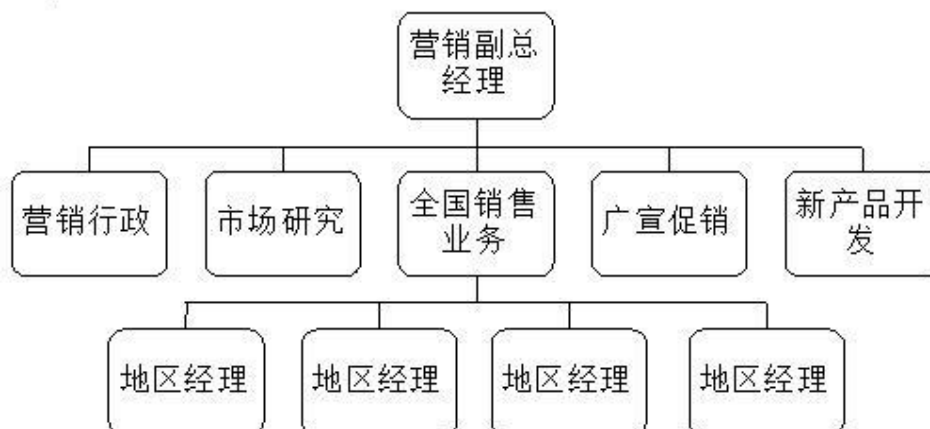 营销副总
经理
营销行政
市场研究
全国销售
业务
广宣促销
新产品开
发
地区经理
地区经理
地区经理
地区经理